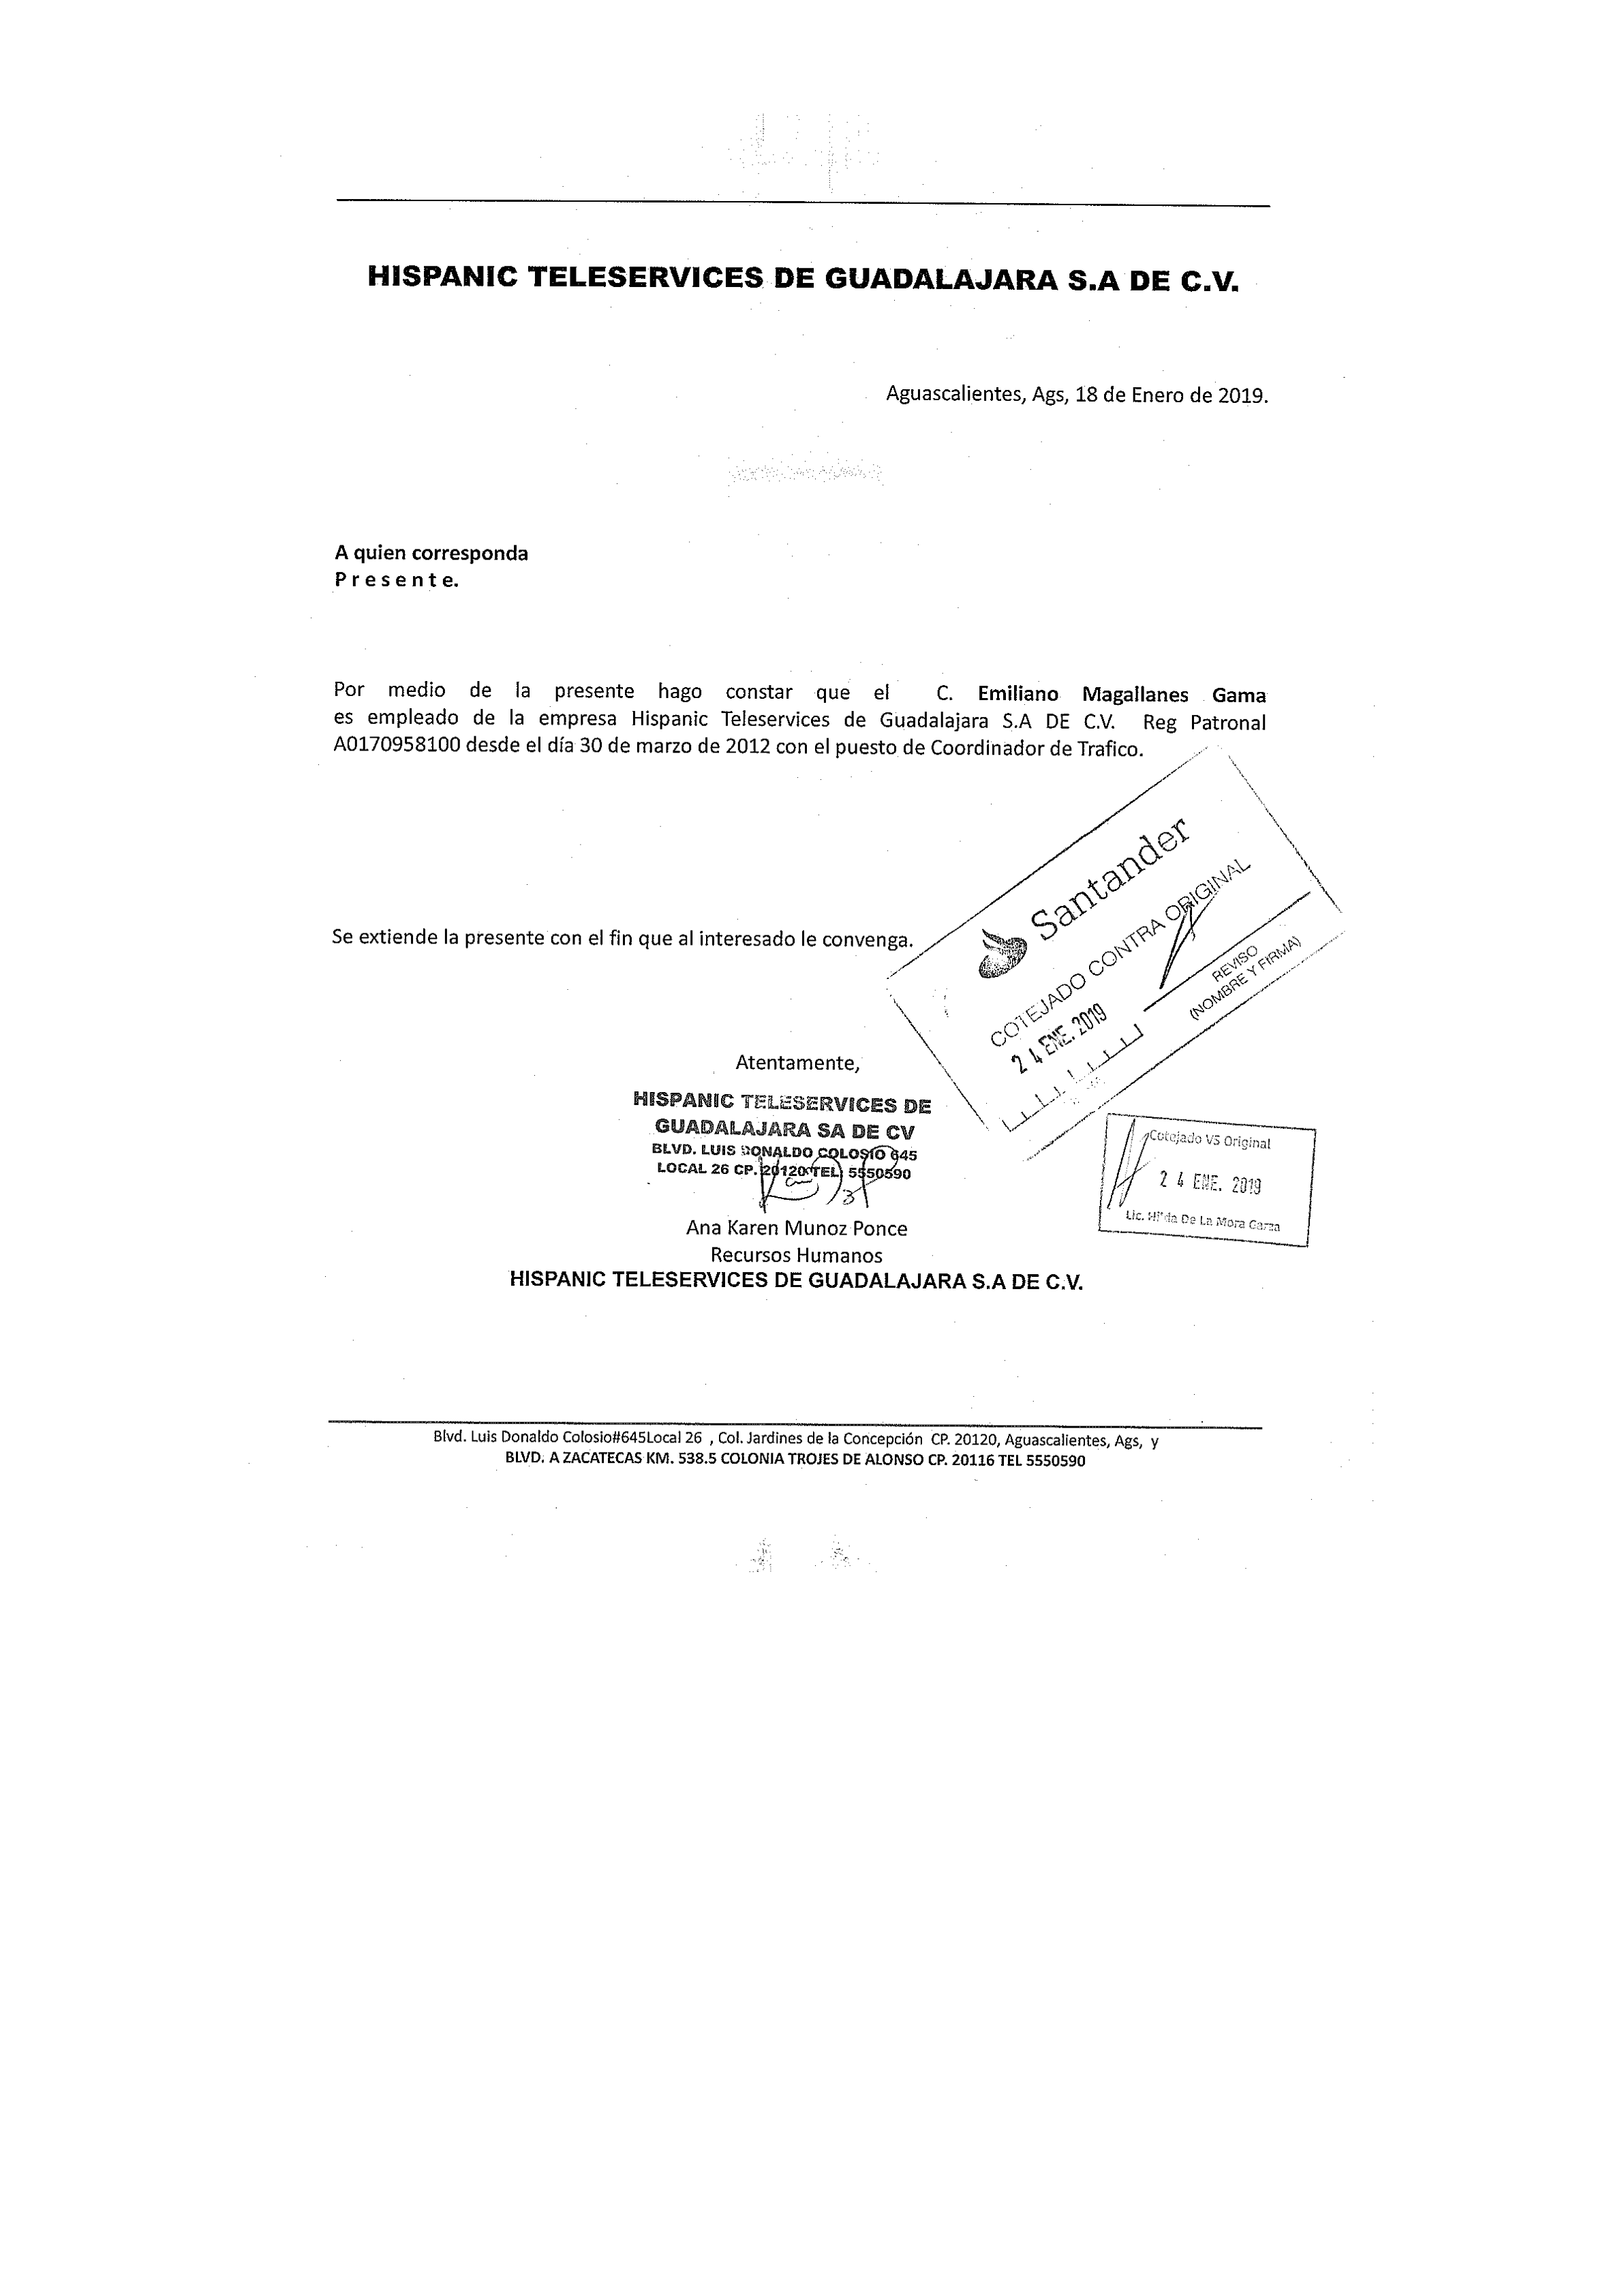 HISPANIC TELESERVICES DE GUADALAJARA S.A DE C.V.
Aguascalientes, Ags, 18 de Enero de 2019.
A quien corresponda
P r e s e n t e.
Por medio de la presente hago constar que el C. Emiliano Magallanes Gama
es empleado de la empresa Hispanic Teleservices de Guadalajara S.A DE C.V. Reg Patronal
A0170958100 desde el día 30 de marzo de 2012 con el puesto de Coordinador de Trafico.
Santander
COTEJADO CONTRA ORIGINAL
24 ENE. 2019
REVISO
(NOMBRE Y FIRMA)
Se extiende la presente con el fin que al interesado le convenga.
Atentamente,
HISPANIC TELESERVICES DE
GUADALAJARA SA DE CV
BLVD. LUIS DONALDO COLOSIO 645
LOCAL 26 CP. 20120 TEL) 5550590
Cotejado VS Original
24 ENE. 2019
Lic. Hilda De La Mora Garza
Ana Karen Munoz Ponce
Recursos Humanos
HISPANIC TELESERVICES DE GUADALAJARA S.A DE C.V.
Blvd. Luis Donaldo Colosio#645Local 26 , Col. Jardines de la Concepción CP. 20120, Aguascalientes, Ags, y
BLVD. A ZACATECAS KM. 538.5 COLONIA TROJES DE ALONSO CP. 20116 TEL 5550590